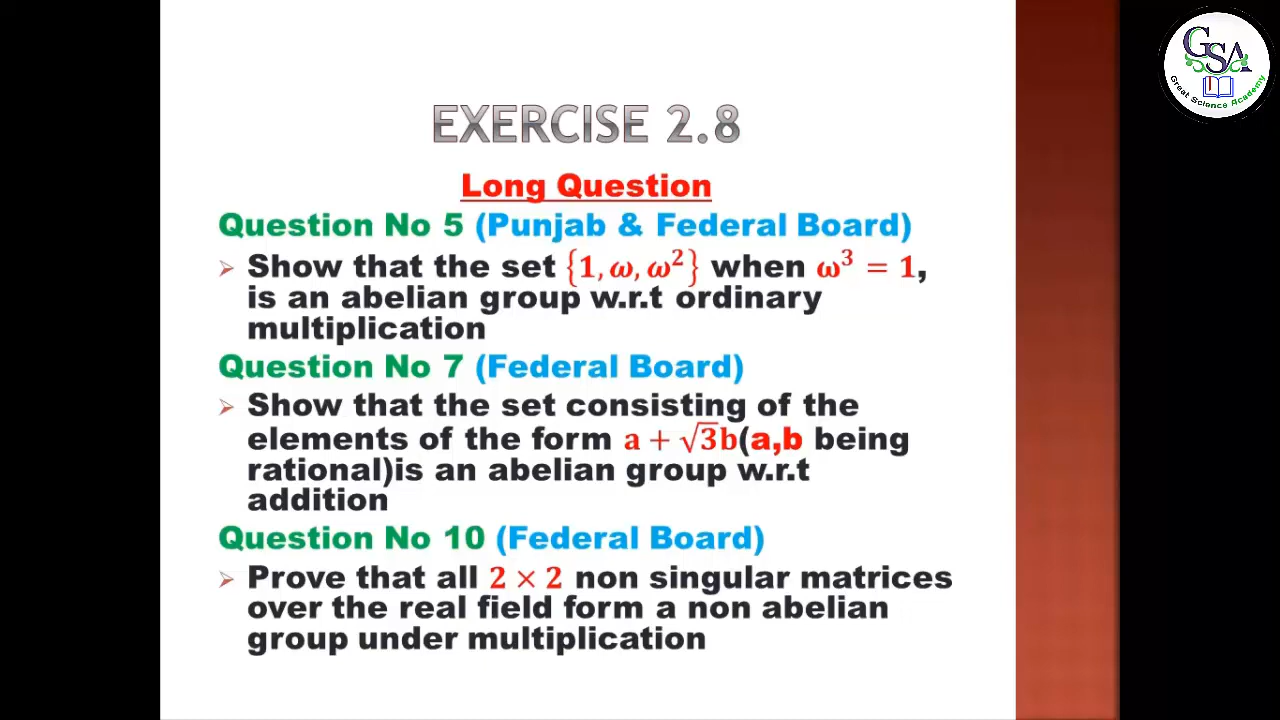 GSA
Great Science Academy
EXERCISE 2.8
Long Question
Question No 5 (Punjab & Federal Board)
➢ Show that the set {1, ω, ω²} when ω³ = 1,
is an abelian group w.r.t ordinary
multiplication
Question No 7 (Federal Board)
➢ Show that the set consisting of the
elements of the form a + √3b(a,b being
rational)is an abelian group w.r.t
addition
Question No 10 (Federal Board)
➢ Prove that all 2 × 2 non singular matrices
over the real field form a non abelian
group under multiplication